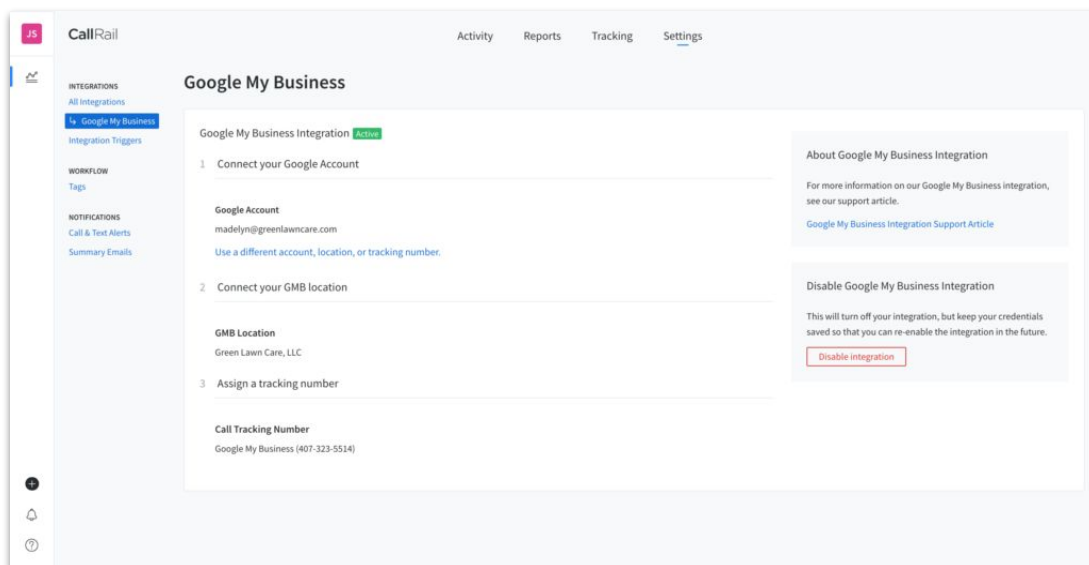 JS
CallRail
Activity
Reports
Tracking
Settings
INTEGRATIONS
All Integrations
Google My Business
Integration Triggers
WORKFLOW
Tags
NOTIFICATIONS
Call & Text Alerts
Summary Emails
Google My Business
Google My Business Integration Active
1 Connect your Google Account
Google Account
madelyn@greenlawncare.com
Use a different account, location, or tracking number.
2 Connect your GMB location
GMB Location
Green Lawn Care, LLC
3 Assign a tracking number
Call Tracking Number
Google My Business (407-323-5514)
About Google My Business Integration
For more information on our Google My Business integration,
see our support article.
Google My Business Integration Support Article
Disable Google My Business Integration
This will turn off your integration, but keep your credentials
saved so that you can re-enable the integration in the future.
Disable integration